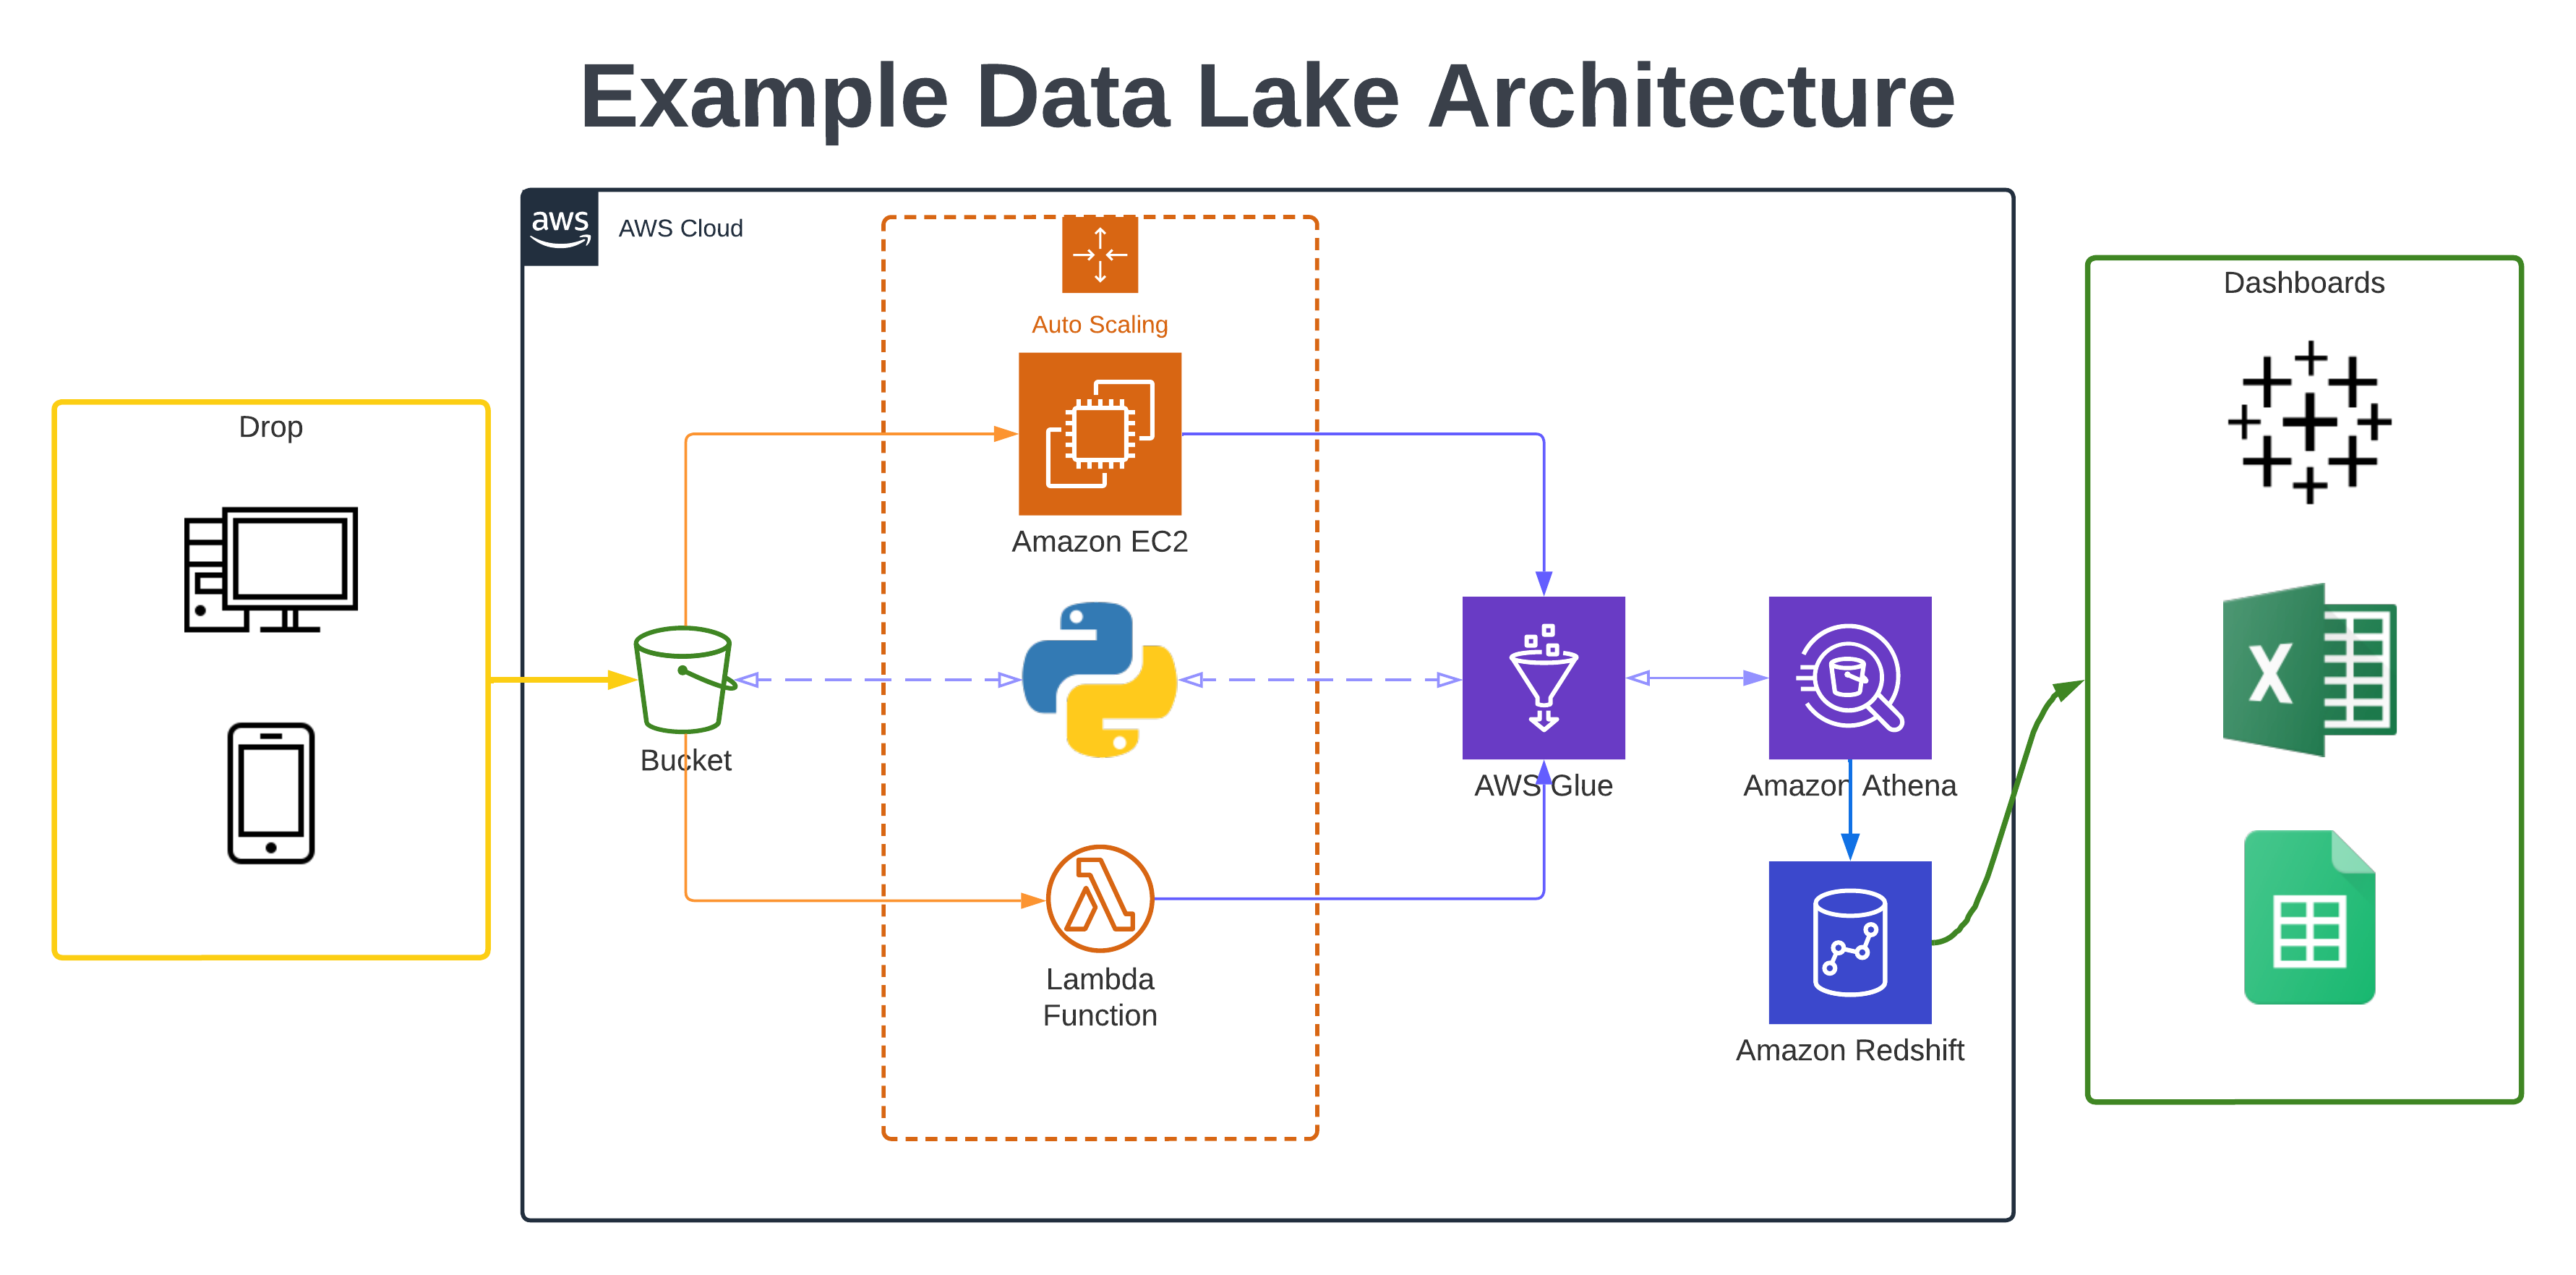 Example Data Lake Architecture
aws
AWS Cloud
Auto Scaling
Dashboards
Drop
Amazon EC2
Bucket
AWS Glue
Amazon Athena
X
Lambda
Function
Amazon Redshift